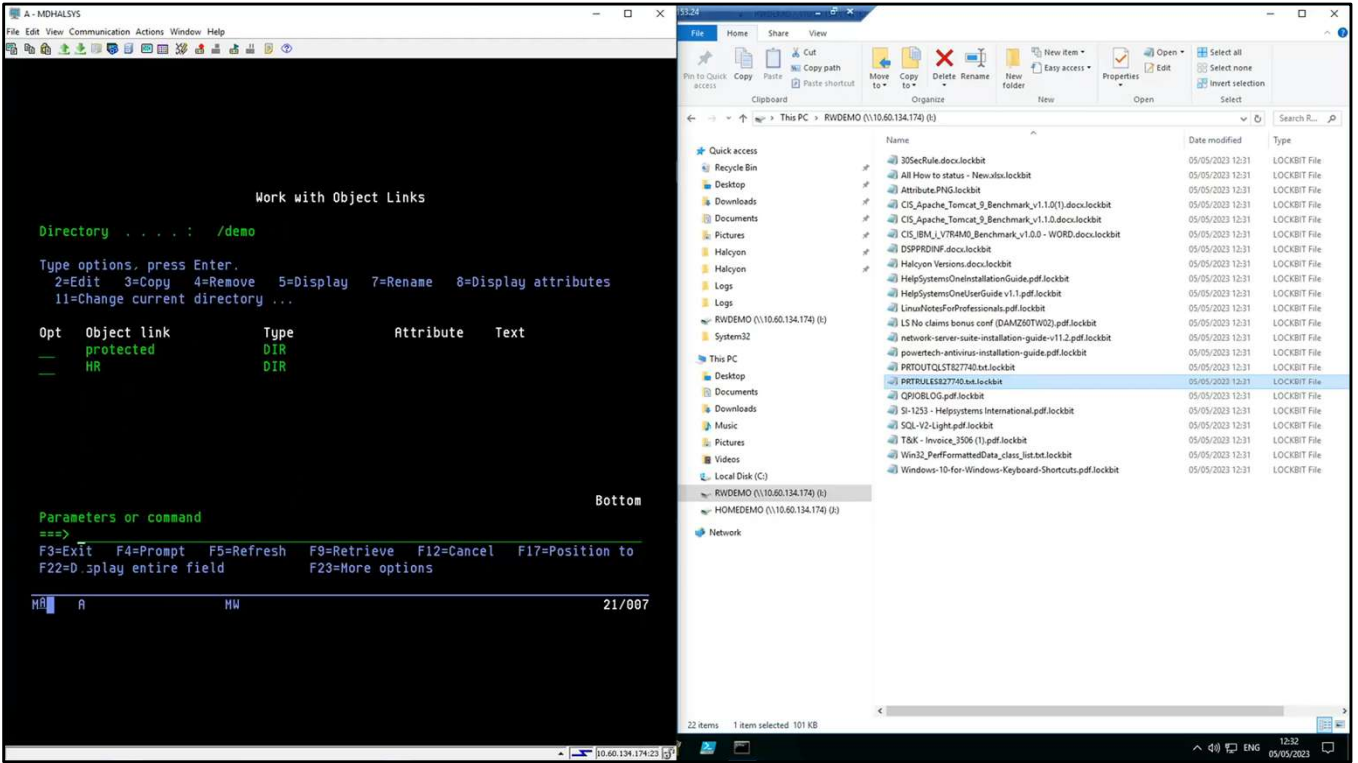 A - MDHALSYS
File Edit View Communication Actions Window Help
Work with Object Links
Directory . . . . : /demo
Type options, press Enter.
2=Edit 3=Copy 4=Remove 5=Display 7=Rename 8=Display attributes
11=Change current directory ...
Opt Object link Type Attribute Text
protected DIR
HR DIR
Bottom
Parameters or command
===>
F3=Exit F4=Prompt F5=Refresh F9=Retrieve F12=Cancel F17=Position to
F22=D.splay entire field F23=More options
MA A MW 21/007
10.60.134.174:23
53.24
File Home Share View
Pin to Quick access
Copy
Paste
Cut
Copy path
Paste shortcut
Move to
Copy to
Delete
Rename
New folder
New item
Easy access
Properties
Open
Edit
Select all
Select none
Invert selection
Clipboard Organize New Open Select
This PC > RWDEMO (\\10.60.134.174) (I:)
Search R...
Quick access
Recycle Bin
Desktop
Downloads
Documents
Pictures
Halcyon
Halcyon
Logs
Logs
RWDEMO (\\10.60.134.174) (I:)
System32
This PC
Desktop
Documents
Downloads
Music
Pictures
Videos
Local Disk (C:)
RWDEMO (\\10.60.134.174) (I:)
HOMEDEMO (\\10.60.134.174) (J:)
Network
Name Date modified Type
30SecRule.docx.lockbit 05/05/2023 12:31 LOCKBIT File
All How to status - New.xlsx.lockbit 05/05/2023 12:31 LOCKBIT File
Attribute.PNG.lockbit 05/05/2023 12:31 LOCKBIT File
CIS_Apache_Tomcat_9_Benchmark_v1.1.0(1).docx.lockbit 05/05/2023 12:31 LOCKBIT File
CIS_Apache_Tomcat_9_Benchmark_v1.1.0.docx.lockbit 05/05/2023 12:31 LOCKBIT File
CIS_IBM_i_V7R4M0_Benchmark_v1.0.0 - WORD.docx.lockbit 05/05/2023 12:31 LOCKBIT File
DSPPRDINF.docx.lockbit 05/05/2023 12:31 LOCKBIT File
Halcyon Versions.docx.lockbit 05/05/2023 12:31 LOCKBIT File
HelpSystemsOneInstallationGuide.pdf.lockbit 05/05/2023 12:31 LOCKBIT File
HelpSystemsOneUserGuide v1.1.pdf.lockbit 05/05/2023 12:31 LOCKBIT File
LinuxNotesForProfessionals.pdf.lockbit 05/05/2023 12:31 LOCKBIT File
LS No claims bonus conf (DAMZ60TW02).pdf.lockbit 05/05/2023 12:31 LOCKBIT File
network-server-suite-installation-guide-v11.2.pdf.lockbit 05/05/2023 12:31 LOCKBIT File
powertech-antivirus-installation-guide.pdf.lockbit 05/05/2023 12:31 LOCKBIT File
PRTOUTQLST827740.txt.lockbit 05/05/2023 12:31 LOCKBIT File
PRTRULES827740.txt.lockbit 05/05/2023 12:31 LOCKBIT File
QPJOBLOG.pdf.lockbit 05/05/2023 12:31 LOCKBIT File
SI-1253 - Helpsystems International.pdf.lockbit 05/05/2023 12:31 LOCKBIT File
SQL-V2-Light.pdf.lockbit 05/05/2023 12:31 LOCKBIT File
T&K - Invoice_3506 (1).pdf.lockbit 05/05/2023 12:31 LOCKBIT File
Win32_PerfFormattedData_class_list.txt.lockbit 05/05/2023 12:31 LOCKBIT File
Windows-10-for-Windows-Keyboard-Shortcuts.pdf.lockbit 05/05/2023 12:31 LOCKBIT File
22 items 1 item selected 101 KB
ENG
12:32
05/05/2023